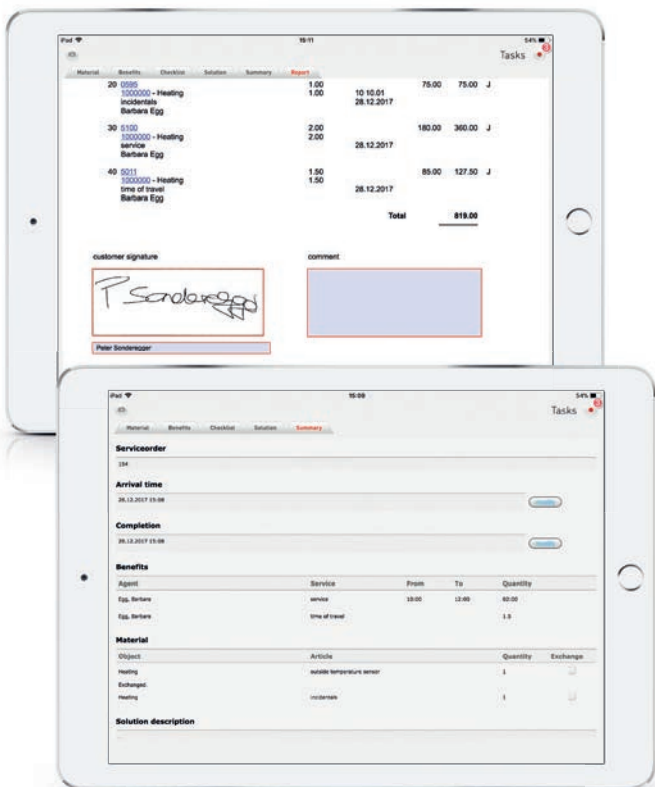 iPad 15:11 54%
Tasks 3
Material Benefits Checklist Solution Summary Report
20 0595 1.00 75.00 75.00 J
1000000 - Heating 1.00 10 10.01
incidentals 28.12.2017
Barbara Egg
30 5100 2.00 180.00 360.00 J
1000000 - Heating 2.00
service 28.12.2017
Barbara Egg
40 5011 1.50 85.00 127.50 J
1000000 - Heating 1.50
time of travel 28.12.2017
Barbara Egg
Total 819.00
customer signature comment
P Sonderegger
Peter Sonderegger
iPad 15:09 54%
Tasks 3
Material Benefits Checklist Solution Summary
Serviceorder
194
Arrival time
28.12.2017 15:08
Completion
28.12.2017 15:08
Benefits
Agent Service From To Quantity
Egg, Barbara service 10:00 12:00 60.00
Egg, Barbara time of travel 1.5
Material
Object Article Quantity Exchange
Heating outside temperature sensor 1
Exchanged
Heating incidentals 1
Solution description